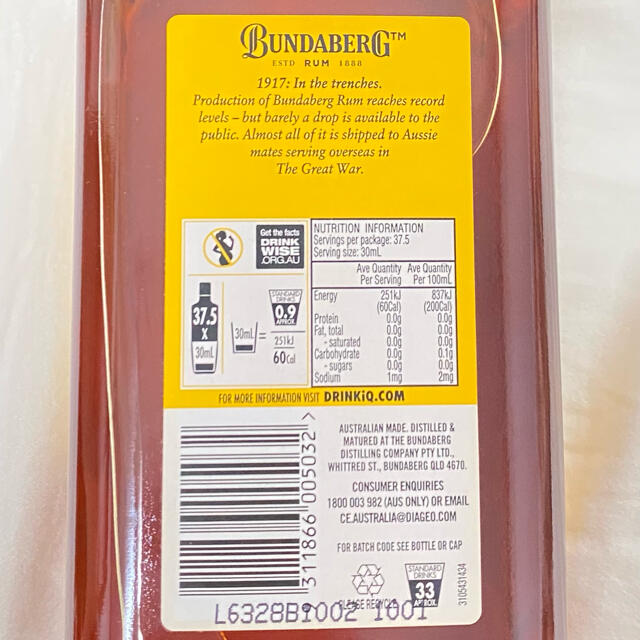 BUNDABERG™
ESTD RUM 1888
1917: In the trenches.
Production of Bundaberg Rum reaches record
levels – but barely a drop is available to the
public. Almost all of it is shipped to Aussie
mates serving overseas in
The Great War.
Get the facts
DRINK
WISE
.ORG.AU
37.5
X
30mL
30mL
=
STANDARD
DRINKS
0.9
APPROX.
251kJ
60Cal
NUTRITION INFORMATION
Servings per package: 37.5
Serving size: 30mL
Ave Quantity Ave Quantity
Per Serving Per 100mL
Energy 251kJ 837kJ
(60Cal) (200Cal)
Protein 0.0g 0.0g
Fat, total 0.0g 0.0g
- saturated 0.0g 0.0g
Carbohydrate 0.0g 0.1g
- sugars 0.0g 0.0g
Sodium 1mg 2mg
FOR MORE INFORMATION VISIT DRINKiQ.COM
9 311866 005032 >
AUSTRALIAN MADE. DISTILLED &
MATURED AT THE BUNDABERG
DISTILLING COMPANY PTY LTD.,
WHITTRED ST., BUNDABERG QLD 4670.
CONSUMER ENQUIRIES
1800 003 982 (AUS ONLY) OR EMAIL
CE.AUSTRALIA@DIAGEO.COM
FOR BATCH CODE SEE BOTTLE OR CAP
PLEASE RECYCLE
STANDARD
DRINKS
33
APPROX.
3105431434
L6328B1002 1001